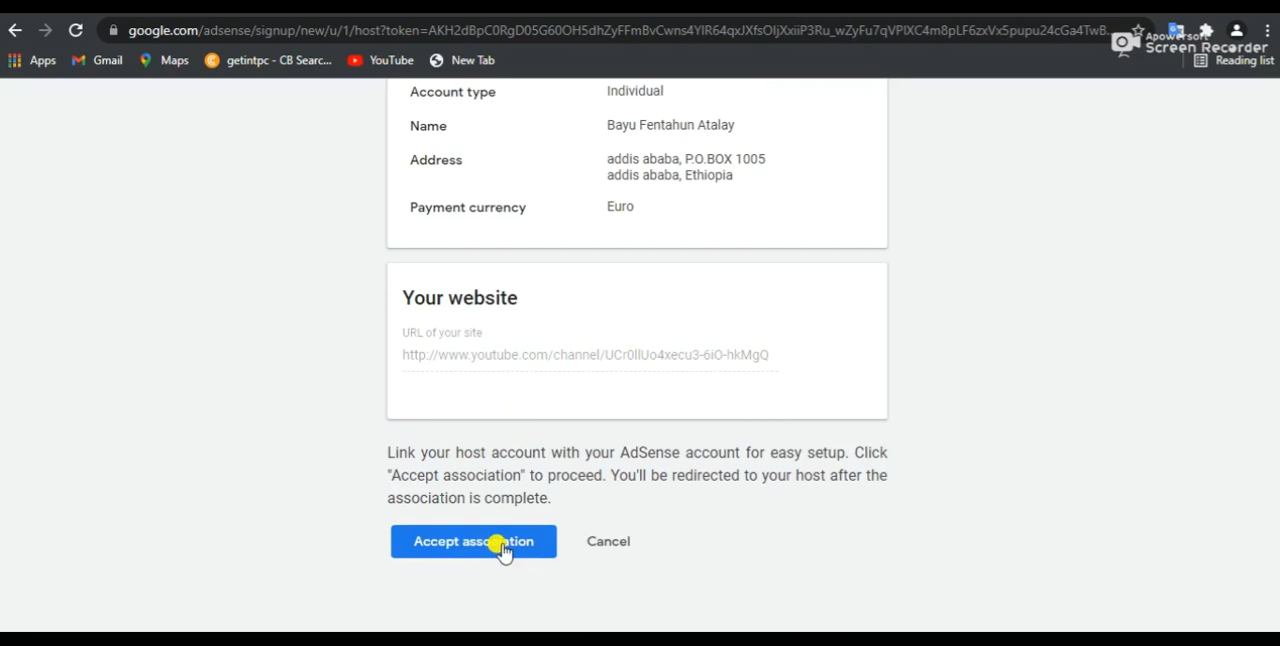 google.com/adsense/signup/new/u/1/host?token=
Apowersoft
Screen Recorder
Apps
Gmail
Maps
getintpc - CB Searc...
YouTube
New Tab
Reading list
Account type
Individual
Name
Bayu Fentahun Atalay
Address
addis ababa, P.O.BOX 1005
addis ababa, Ethiopia
Payment currency
Euro
Your website
URL of your site
http://www.youtube.com/channel/UCr0llUo4xecu3-6iO-hkMgQ
Link your host account with your AdSense account for easy setup. Click
"Accept association" to proceed. You'll be redirected to your host after the
association is complete.
Accept association
Cancel